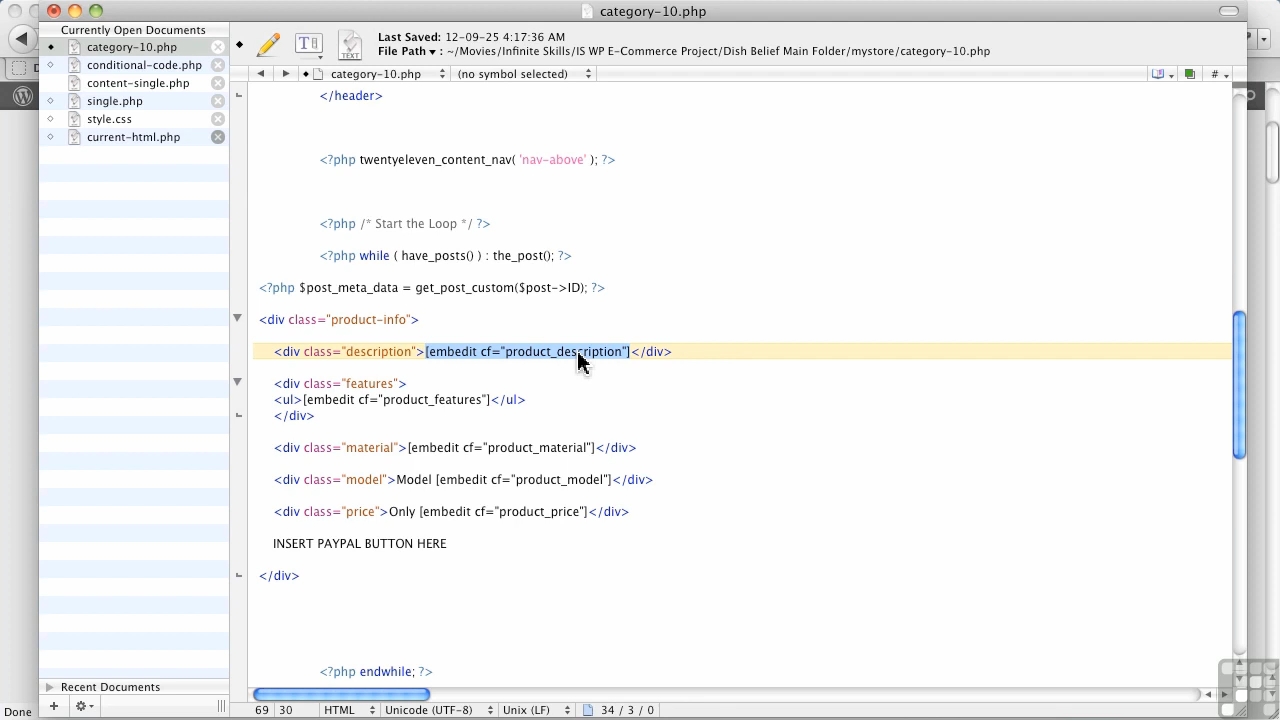 category-10.php
Currently Open Documents
category-10.php
conditional-code.php
content-single.php
single.php
style.css
current-html.php
Last Saved: 12-09-25 4:17:36 AM
File Path ▾ : ~/Movies/Infinite Skills/IS WP E-Commerce Project/Dish Belief Main Folder/mystore/category-10.php
category-10.php
(no symbol selected)
</header>
<?php twentyeleven_content_nav( 'nav-above' ); ?>
<?php /* Start the Loop */ ?>
<?php while ( have_posts() ) : the_post(); ?>
<?php $post_meta_data = get_post_custom($post->ID); ?>
<div class="product-info">
<div class="description">[embedit cf="product_description"]</div>
<div class="features">
<ul>[embedit cf="product_features"]</ul>
</div>
<div class="material">[embedit cf="product_material"]</div>
<div class="model">Model [embedit cf="product_model"]</div>
<div class="price">Only [embedit cf="product_price"]</div>
INSERT PAYPAL BUTTON HERE
</div>
<?php endwhile; ?>
Recent Documents
Done
69 30 HTML Unicode (UTF-8) Unix (LF) 34 / 3 / 0